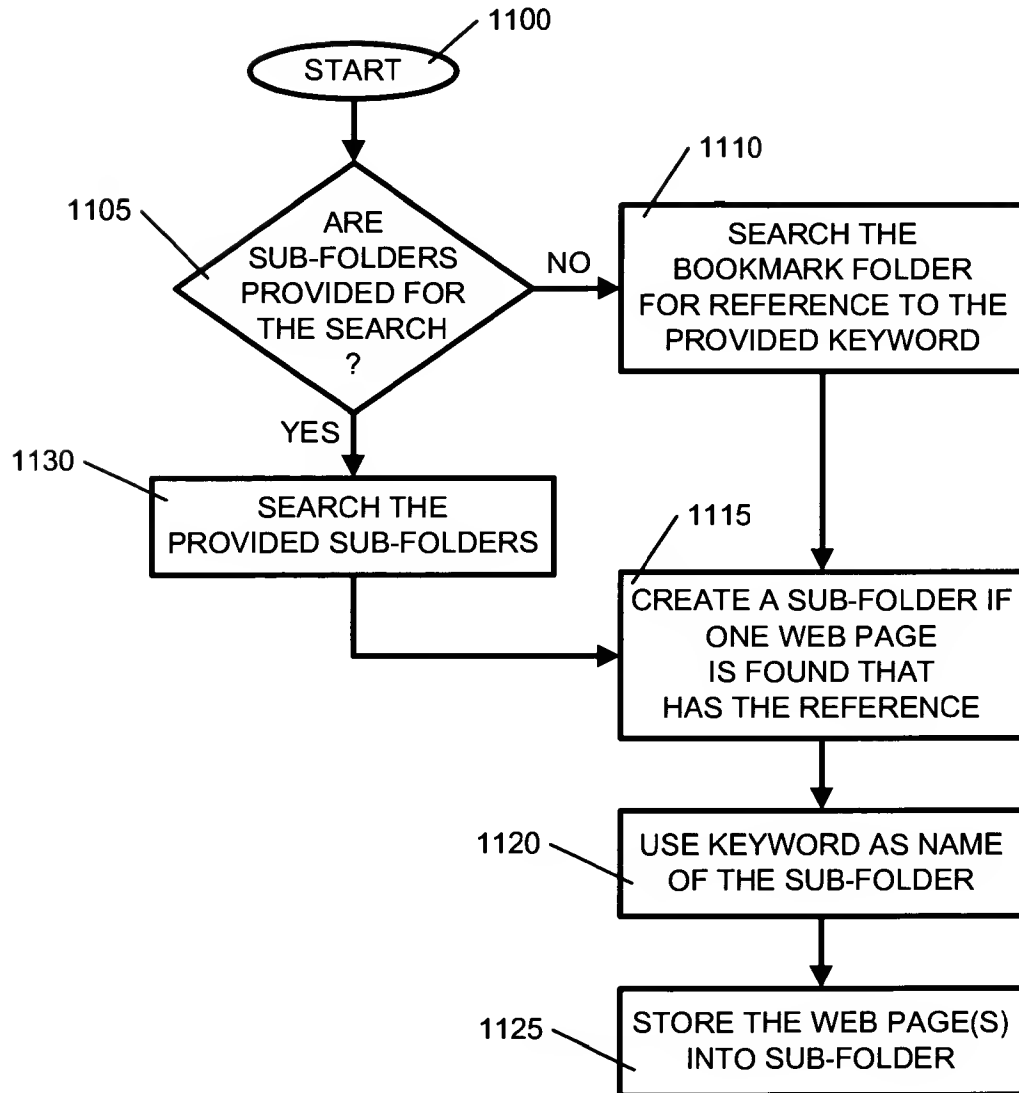 1100
START
1105
ARE
SUB-FOLDERS
PROVIDED FOR
THE SEARCH
?
NO
1110
SEARCH THE
BOOKMARK FOLDER
FOR REFERENCE TO THE
PROVIDED KEYWORD
YES
1130
SEARCH THE
PROVIDED SUB-FOLDERS
1115
CREATE A SUB-FOLDER IF
ONE WEB PAGE
IS FOUND THAT
HAS THE REFERENCE
1120
USE KEYWORD AS NAME
OF THE SUB-FOLDER
1125
STORE THE WEB PAGE(S)
INTO SUB-FOLDER